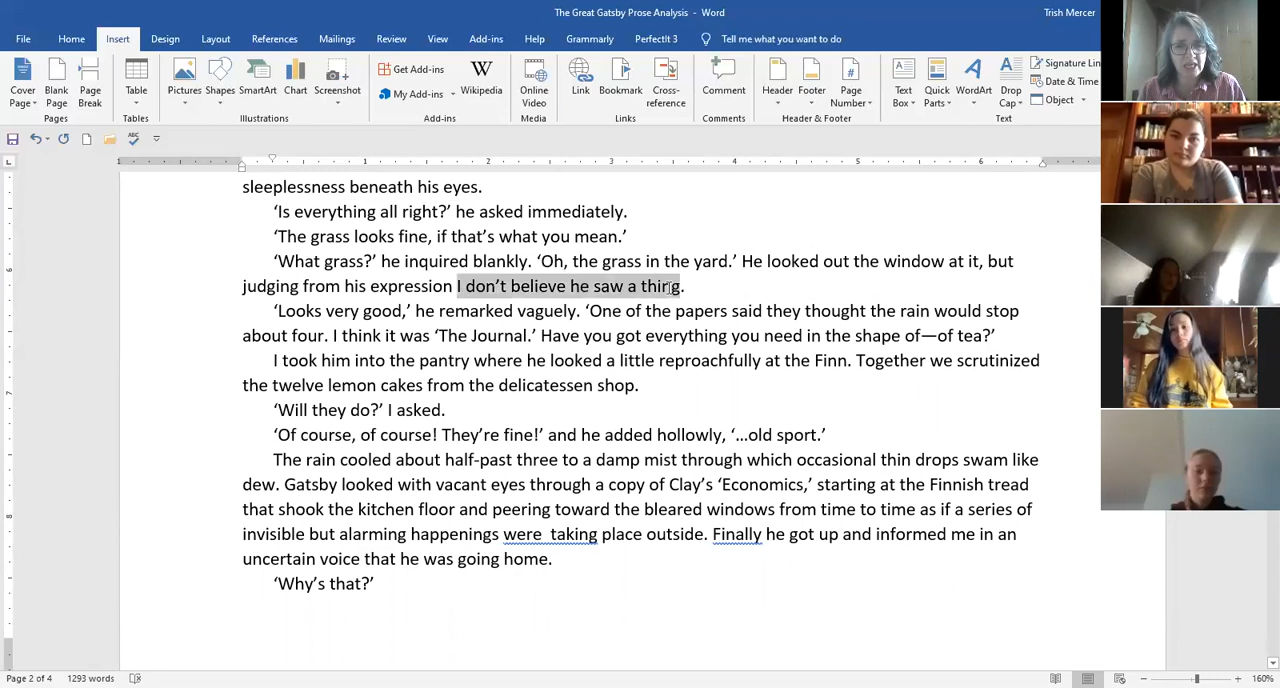 The Great Gatsby Prose Analysis - Word
Trish Mercer
File Home Insert Design Layout References Mailings Review View Add-ins Help Grammarly PerfectIt 3 Tell me what you want to do
Cover Page
Blank Page
Page Break
Table
Pictures
Shapes
SmartArt
Chart
Screenshot
Get Add-ins
My Add-ins
Wikipedia
Online Video
Link
Bookmark
Cross-reference
Comment
Header
Footer
Page Number
Text Box
Quick Parts
WordArt
Drop Cap
Signature Lin
Date & Time
Object
Pages Tables Illustrations Add-ins Media Links Comments Header & Footer Text
ABC
1 1 2 3 4 5 6
sleeplessness beneath his eyes.
‘Is everything all right?’ he asked immediately.
‘The grass looks fine, if that’s what you mean.’
‘What grass?’ he inquired blankly. ‘Oh, the grass in the yard.’ He looked out the window at it, but
judging from his expression I don’t believe he saw a thing.
‘Looks very good,’ he remarked vaguely. ‘One of the papers said they thought the rain would stop
about four. I think it was ‘The Journal.’ Have you got everything you need in the shape of—of tea?’
I took him into the pantry where he looked a little reproachfully at the Finn. Together we scrutinized
the twelve lemon cakes from the delicatessen shop.
‘Will they do?’ I asked.
‘Of course, of course! They’re fine!’ and he added hollowly, ‘…old sport.’
The rain cooled about half-past three to a damp mist through which occasional thin drops swam like
dew. Gatsby looked with vacant eyes through a copy of Clay’s ‘Economics,’ starting at the Finnish tread
that shook the kitchen floor and peering toward the bleared windows from time to time as if a series of
invisible but alarming happenings were  taking place outside. Finally he got up and informed me in an
uncertain voice that he was going home.
‘Why’s that?’
6
7
8
Page 2 of 4 1293 words
160%